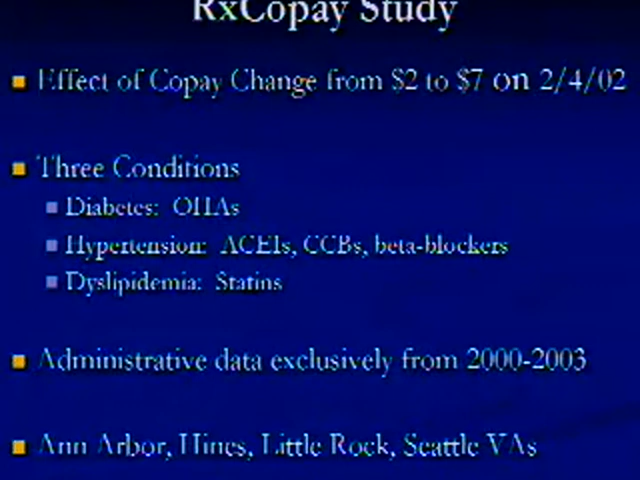 RxCopay Study
Effect of Copay Change from $2 to $7 on 2/4/02
Three Conditions
Diabetes: OHAs
Hypertension: ACEIs, CCBs, beta-blockers
Dyslipidemia: Statins
Administrative data exclusively from 2000-2003
Ann Arbor, Hines, Little Rock, Seattle VAs